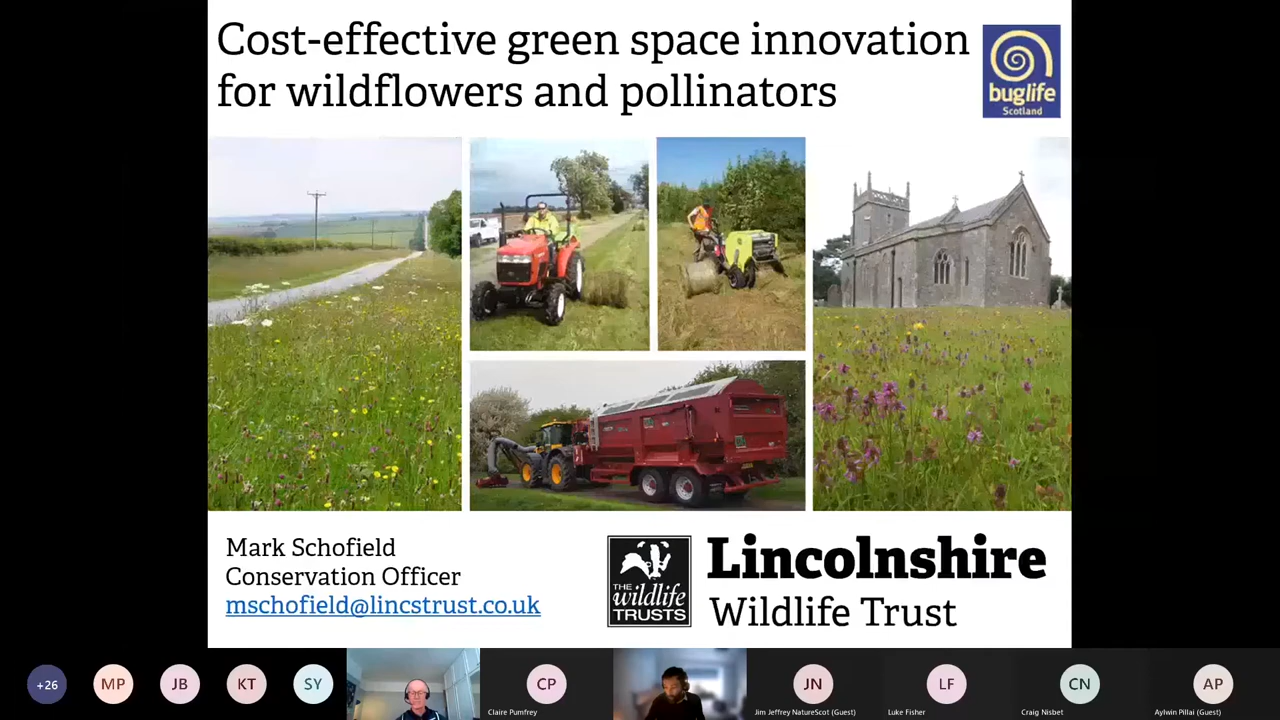 Cost-effective green space innovation
for wildflowers and pollinators
buglife
Scotland
Mark Schofield
Conservation Officer
mschofield@lincstrust.co.uk
THE
wildlife
TRUSTS
Lincolnshire
Wildlife Trust
+26
MP
JB
KT
SY
CP
Claire Pumfrey
JN
Jim Jeffrey NatureScot (Guest)
LF
Luke Fisher
CN
Craig Nisbet
AP
Aylwin Pillai (Guest)